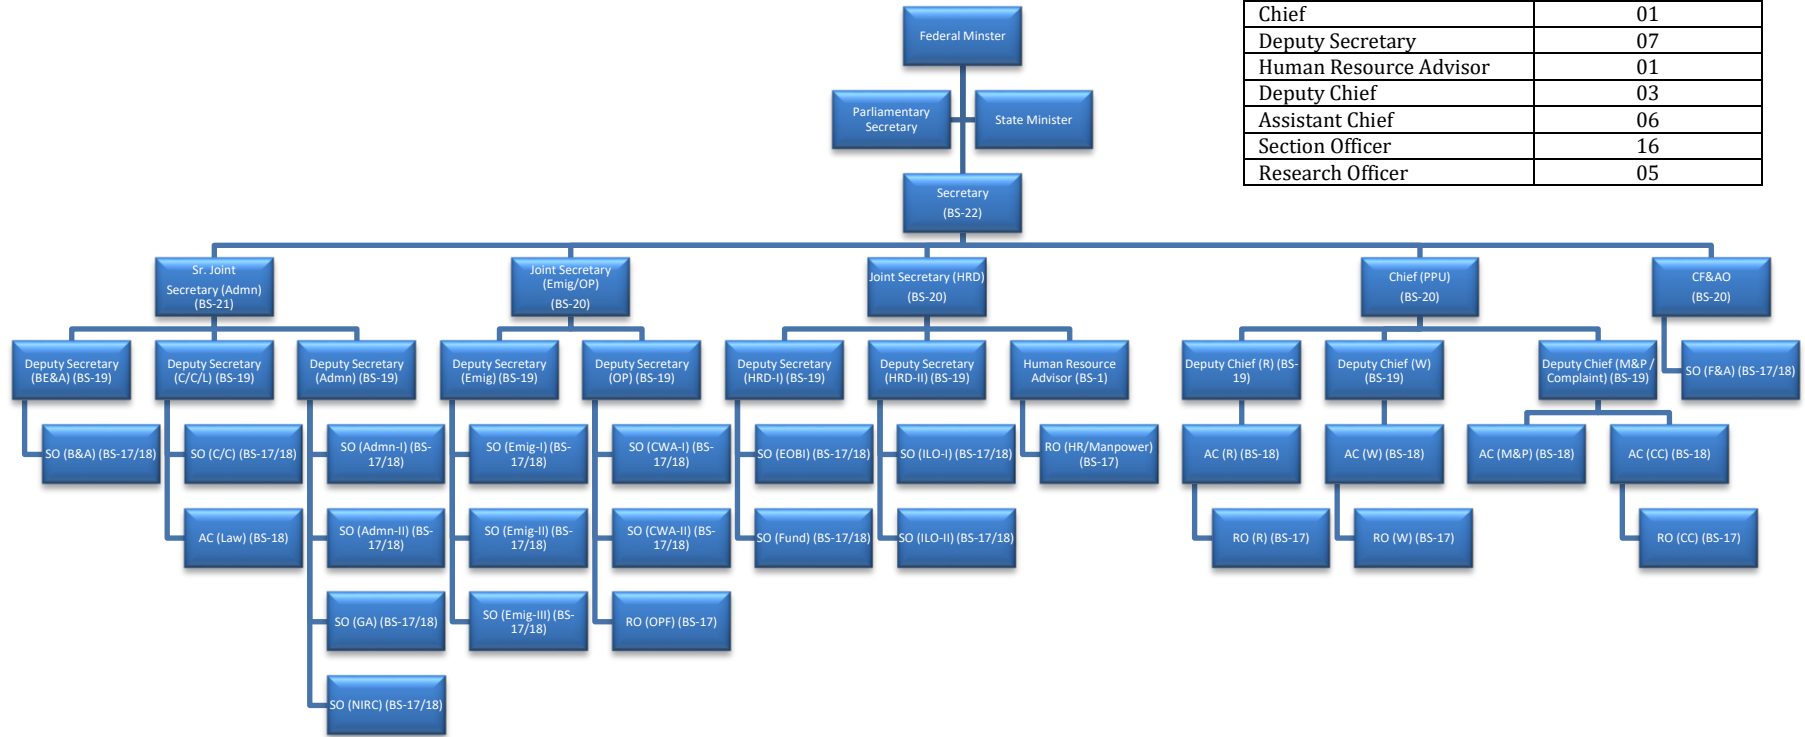 Chief 01
Deputy Secretary 07
Human Resource Advisor 01
Deputy Chief 03
Assistant Chief 06
Section Officer 16
Research Officer 05
Federal Minster
Parliamentary
Secretary
State Minister
Secretary
(BS-22)
Sr. Joint
Secretary (Admn)
(BS-21)
Joint Secretary
(Emig/OP)
(BS-20)
Joint Secretary (HRD)
(BS-20)
Chief (PPU)
(BS-20)
CF&AO
(BS-20)
Deputy Secretary
(BE&A) (BS-19)
Deputy Secretary
(C/C/L) (BS-19)
Deputy Secretary
(Admn) (BS-19)
Deputy Secretary
(Emig) (BS-19)
Deputy Secretary
(OP) (BS-19)
Deputy Secretary
(HRD-I) (BS-19)
Deputy Secretary
(HRD-II) (BS-19)
Human Resource
Advisor (BS-1)
Deputy Chief (R) (BS-
19)
Deputy Chief (W)
(BS-19)
Deputy Chief (M&P /
Complaint) (BS-19)
SO (F&A) (BS-17/18)
SO (B&A) (BS-17/18)
SO (C/C) (BS-17/18)
SO (Admn-I) (BS-
17/18)
SO (Emig-I) (BS-
17/18)
SO (CWA-I) (BS-
17/18)
SO (EOBI) (BS-17/18)
SO (ILO-I) (BS-17/18)
RO (HR/Manpower)
(BS-17)
AC (R) (BS-18)
AC (W) (BS-18)
AC (M&P) (BS-18)
AC (CC) (BS-18)
AC (Law) (BS-18)
SO (Admn-II) (BS-
17/18)
SO (Emig-II) (BS-
17/18)
SO (CWA-II) (BS-
17/18)
SO (Fund) (BS-17/18)
SO (ILO-II) (BS-17/18)
RO (R) (BS-17)
RO (W) (BS-17)
RO (CC) (BS-17)
SO (GA) (BS-17/18)
SO (Emig-III) (BS-
17/18)
RO (OPF) (BS-17)
SO (NIRC) (BS-17/18)